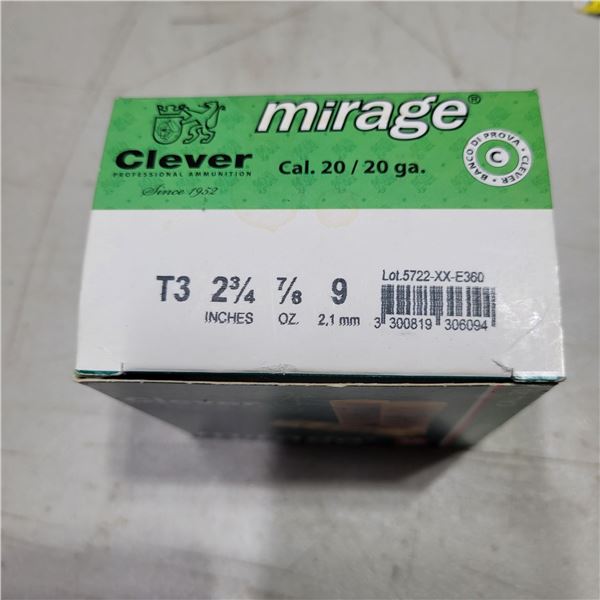 mirage®
Clever
PROFESSIONAL AMMUNITION
Since 1952
Cal. 20 / 20 ga.
BANCO DI PROVA • CLEVER •
C
T3 2¾ ⅞ 9
INCHES OZ. 2,1 mm
Lot.5722-XX-E360
3 300819 306094